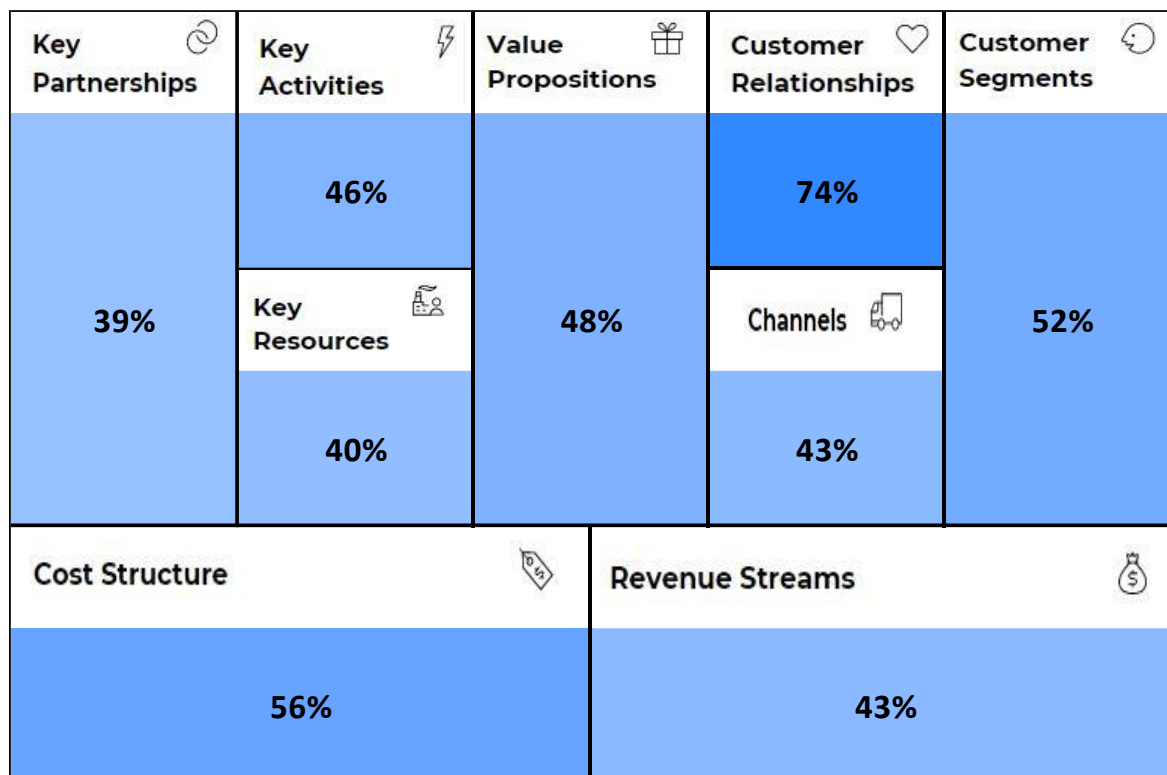 Key
Partnerships
39%
Key
Activities
46%
Key
Resources
40%
Value
Propositions
48%
Customer
Relationships
74%
Channels
43%
Customer
Segments
52%
Cost Structure
56%
Revenue Streams
$
43%